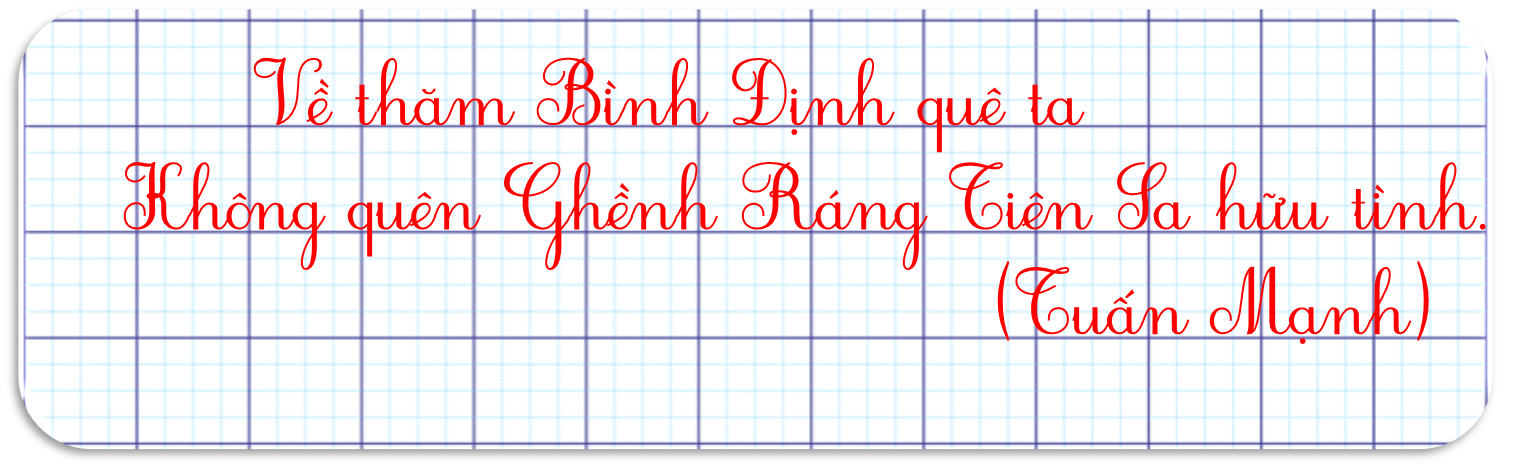 Về thăm Bình Định quê ta
Không quên Ghềnh Ráng Tiên Sa hữu tình.
(Tuấn Mạnh)